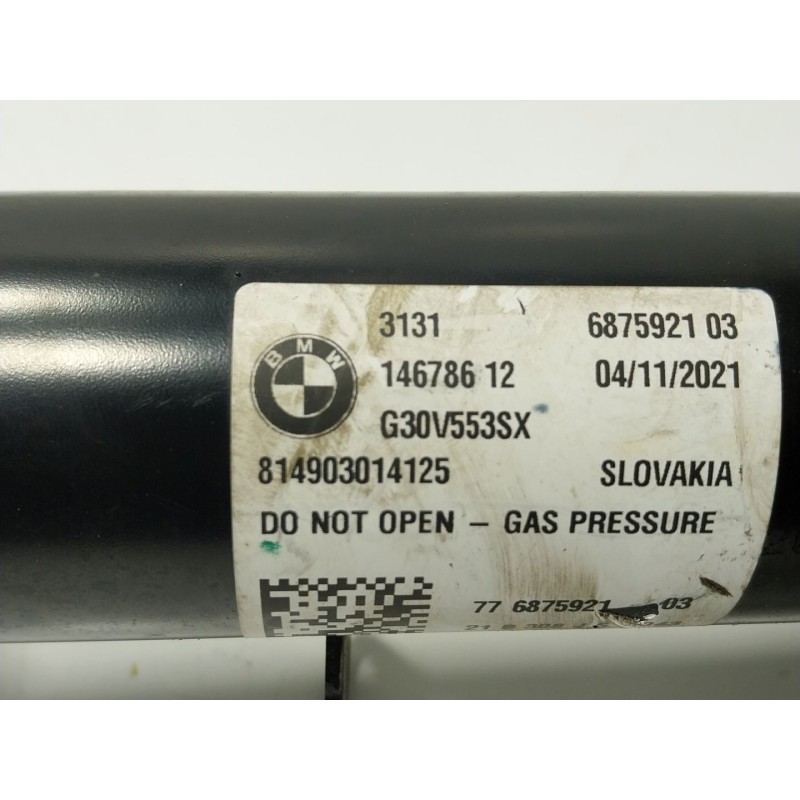 BMW
3131 6875921 03
146786 12 04/11/2021
G30V553SX
814903014125 SLOVAKIA
DO NOT OPEN - GAS PRESSURE
77 6875921 03